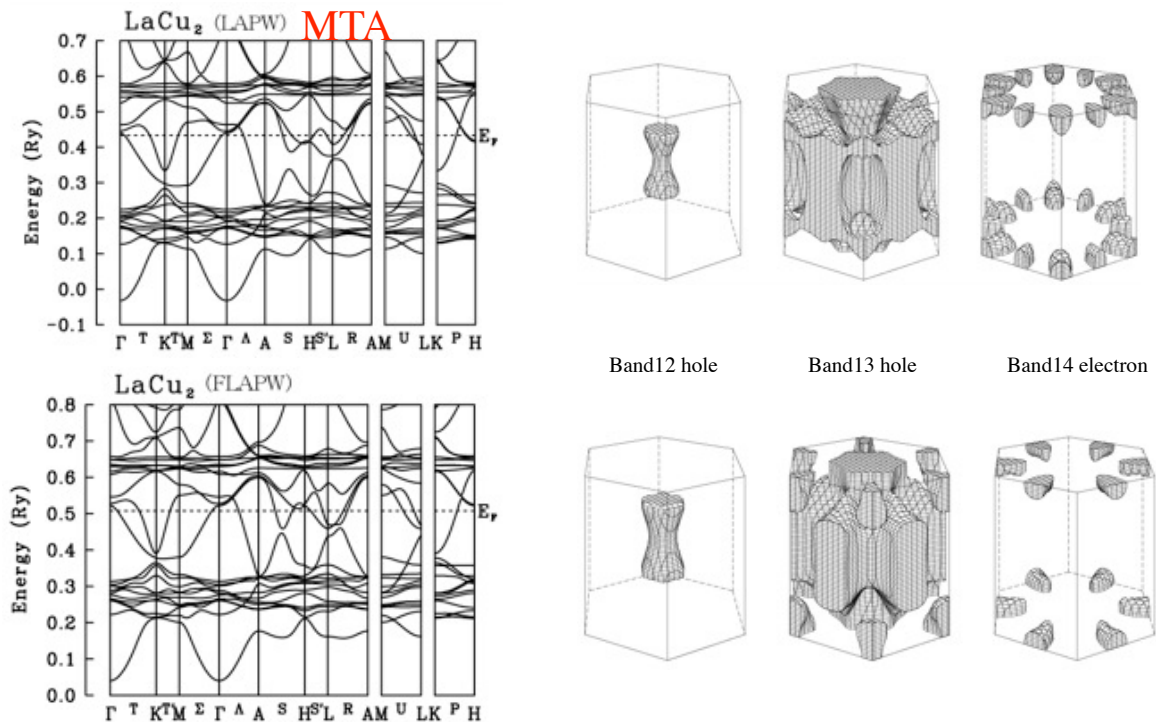 LaCu₂ (LAPW) MTA
Energy (Ry)
0.7
0.6
0.5
0.4
0.3
0.2
0.1
0.0
-0.1
E_F
Γ T K T' M Σ Γ Λ A S H S' L R A M U L K P H
Band12 hole Band13 hole Band14 electron
LaCu₂ (FLAPW)
Energy (Ry)
0.8
0.7
0.6
0.5
0.4
0.3
0.2
0.1
0.0
E_F
Γ T K T' M Σ Γ Λ A S H S' L R A M U L K P H